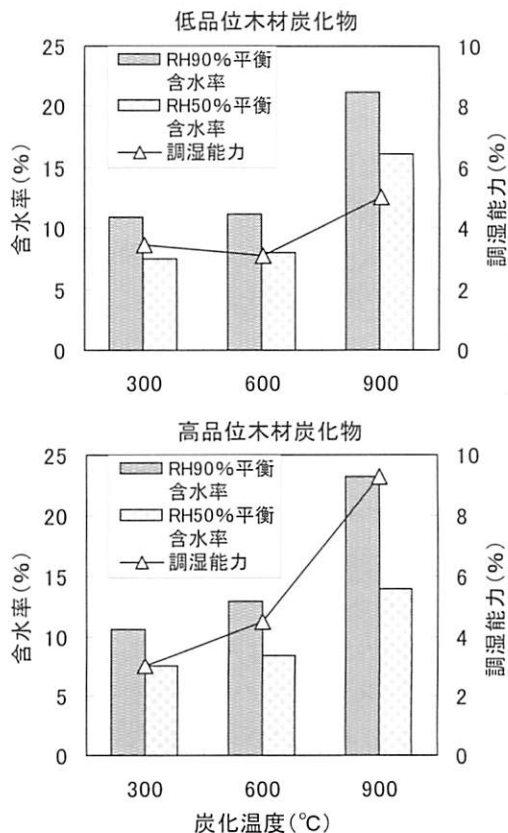 低品位木材炭化物
25
20
15
10
5
0
含水率(%)
RH90%平衡
含水率
RH50%平衡
含水率
調湿能力
10
8
6
4
2
0
調湿能力(%)
300 600 900
高品位木材炭化物
25
20
15
10
5
0
含水率(%)
RH90%平衡
含水率
RH50%平衡
含水率
調湿能力
10
8
6
4
2
0
調湿能力(%)
300 600 900
炭化温度(℃)